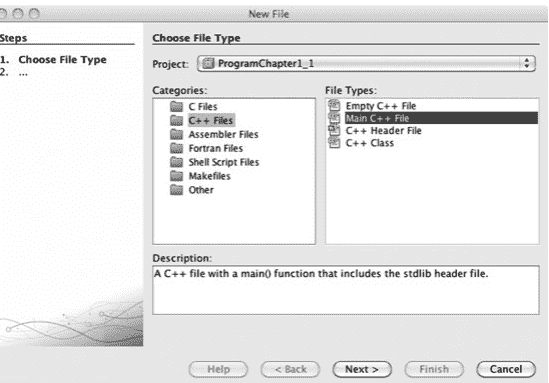 New File
Steps
1. Choose File Type
2. ...
Choose File Type
Project: ProgramChapter1_1
Categories:
C Files
C++ Files
Assembler Files
Fortran Files
Shell Script Files
Makefiles
Other
File Types:
Empty C++ File
Main C++ File
C++ Header File
C++ Class
Description:
A C++ file with a main() function that includes the stdlib header file.
Help < Back Next > Finish Cancel